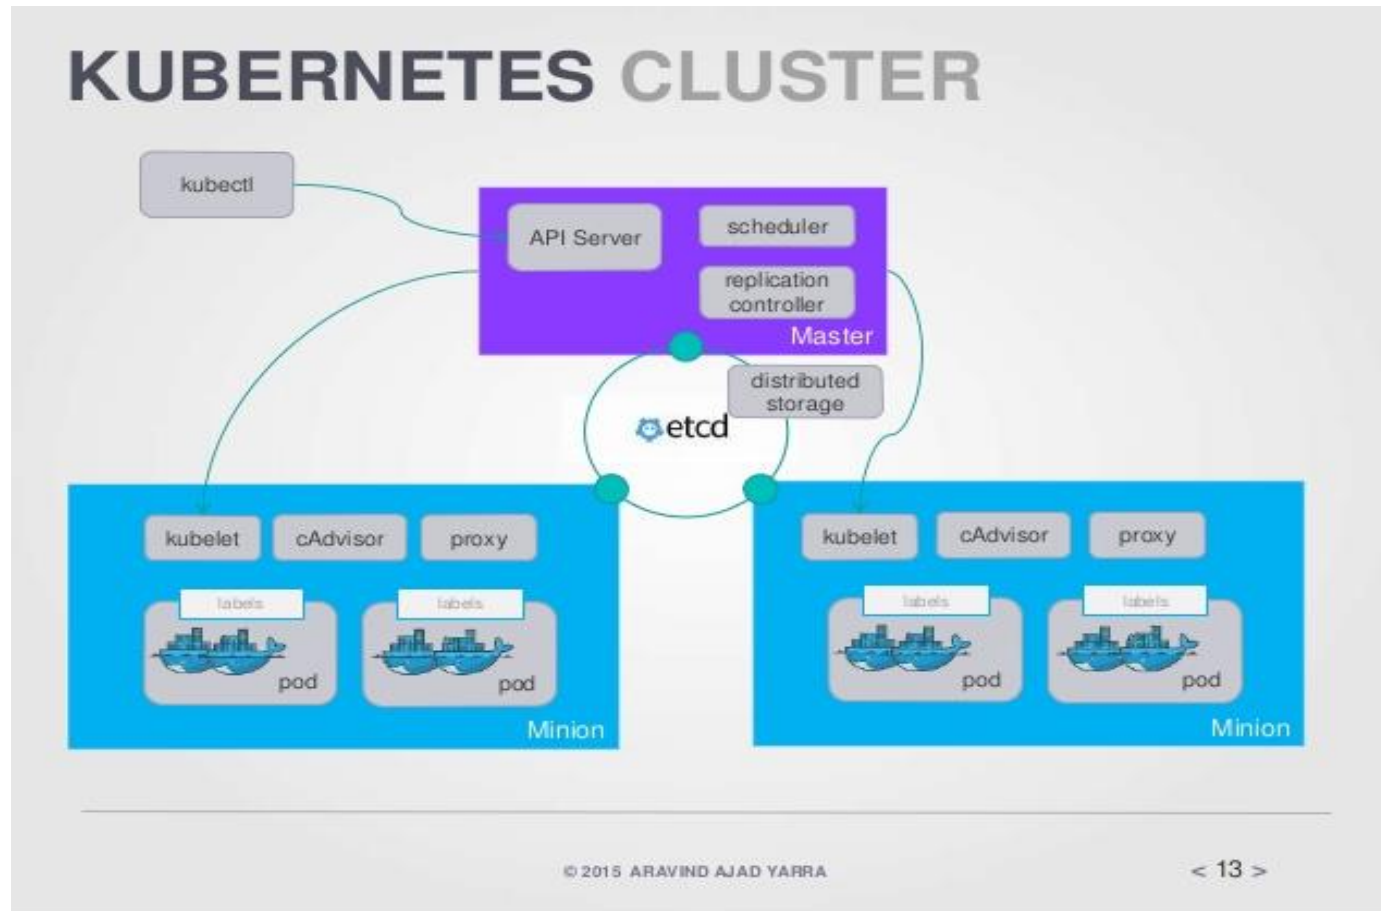 KUBERNETES CLUSTER
kubectl
API Server
scheduler
replication
controller
Master
distributed
storage
etcd
kubelet
cAdvisor
proxy
labels
pod
labels
pod
Minion
kubelet
cAdvisor
proxy
labels
pod
labels
pod
Minion
© 2015 ARAVIND AJAD YARRA
< 13 >